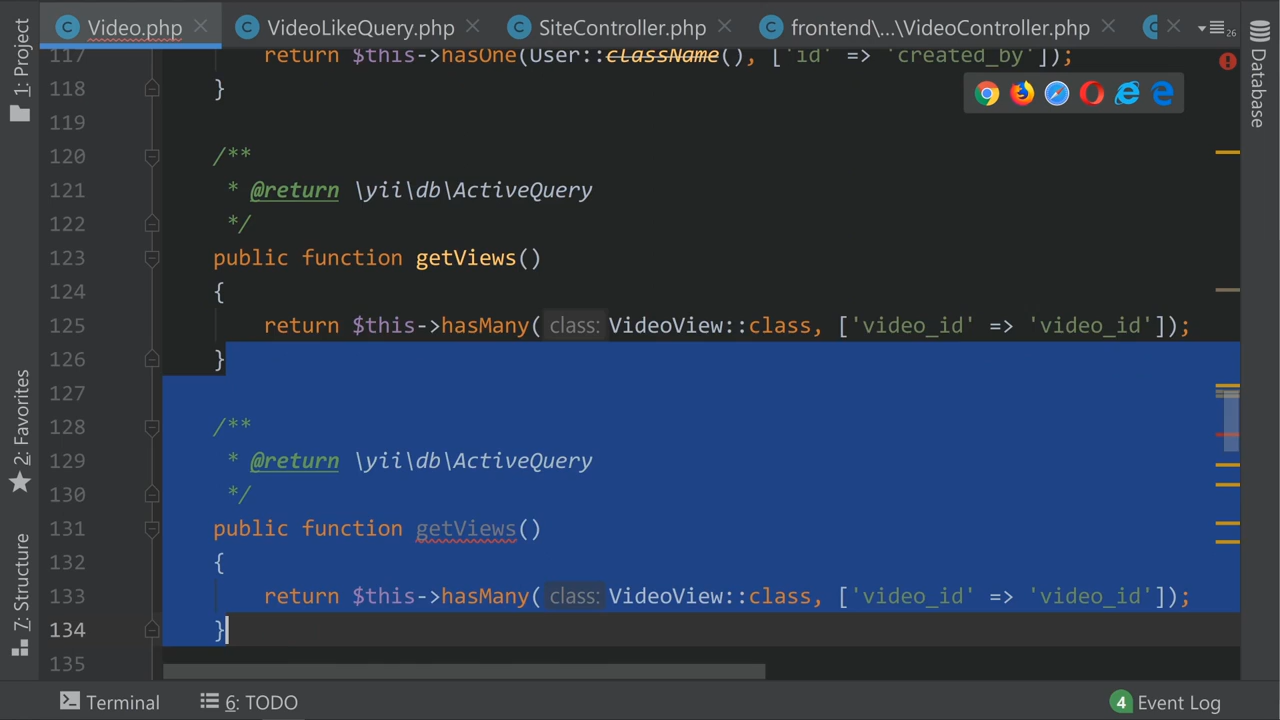 Video.php
VideoLikeQuery.php
SiteController.php
frontend\...\VideoController.php
26
1: Project
2: Favorites
7: Structure
Database
117 return $this->hasOne(User::className(), ['id' => 'created_by']);
118 }
119
120 /**
121 * @return \yii\db\ActiveQuery
122 */
123 public function getViews()
124 {
125 return $this->hasMany( class: VideoView::class, ['video_id' => 'video_id']);
126 }
127
128 /**
129 * @return \yii\db\ActiveQuery
130 */
131 public function getViews()
132 {
133 return $this->hasMany( class: VideoView::class, ['video_id' => 'video_id']);
134 }
135
Terminal
6: TODO
4 Event Log